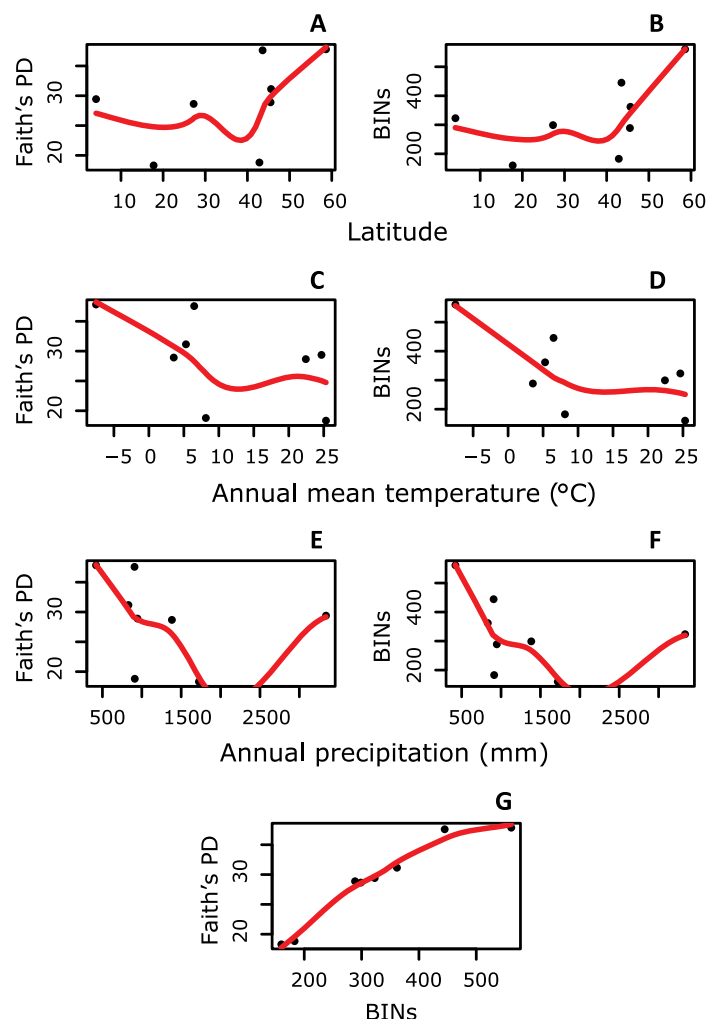 A
B
Faith's PD
20
30
BINs
200
400
10
20
30
40
50
60
10
20
30
40
50
60
Latitude
C
D
Faith's PD
20
30
BINs
200
400
−5
0
5
10
15
20
25
−5
0
5
10
15
20
25
Annual mean temperature (°C)
E
F
Faith's PD
20
30
BINs
200
400
500
1500
2500
500
1500
2500
Annual precipitation (mm)
G
Faith's PD
20
30
200
300
400
500
BINs